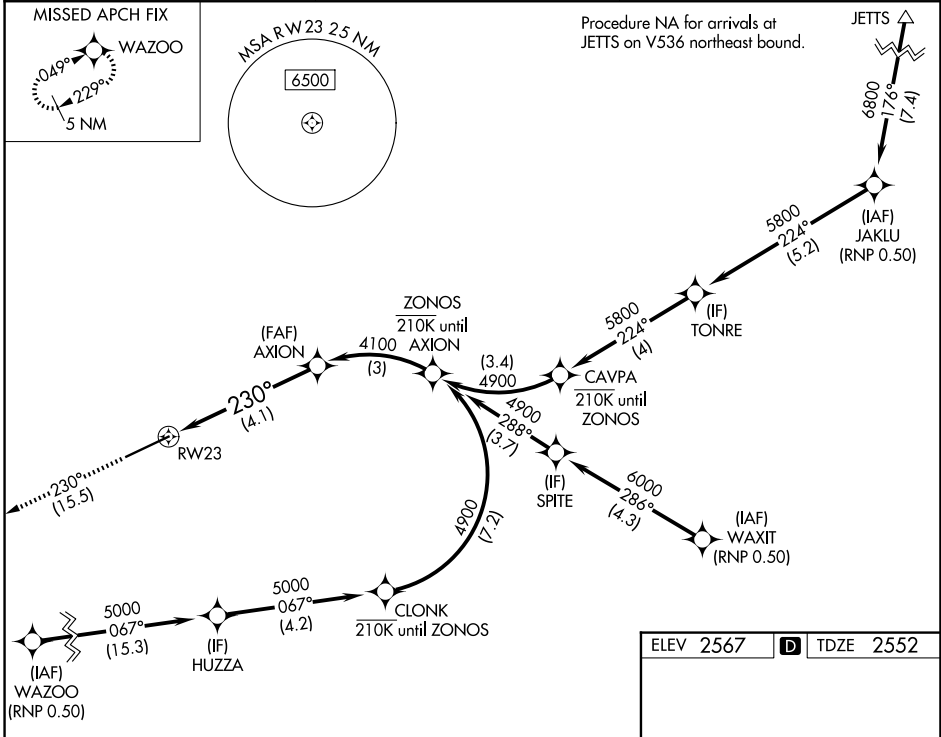 MISSED APCH FIX
WAZOO
049°
229°
5 NM
MSA RW23 25 NM
6500
Procedure NA for arrivals at
JETTS on V536 northeast bound.
JETTS
6800
176°
(7.4)
(IAF)
JAKLU
(RNP 0.50)
5800
224°
(5.2)
(IF)
TONRE
5800
224°
(4)
CAVPA
210K until
ZONOS
(3.4)
4900
ZONOS
210K until
AXION
4100
(3)
(FAF)
AXION
230°
(4.1)
RW23
230°
(15.5)
4900
288°
(3.7)
(IF)
SPITE
6000
286°
(4.3)
(IAF)
WAXIT
(RNP 0.50)
4900
(7.2)
CLONK
210K until ZONOS
5000
067°
(4.2)
(IF)
HUZZA
5000
067°
(15.3)
(IAF)
WAZOO
(RNP 0.50)
ELEV 2567 D TDZE 2552